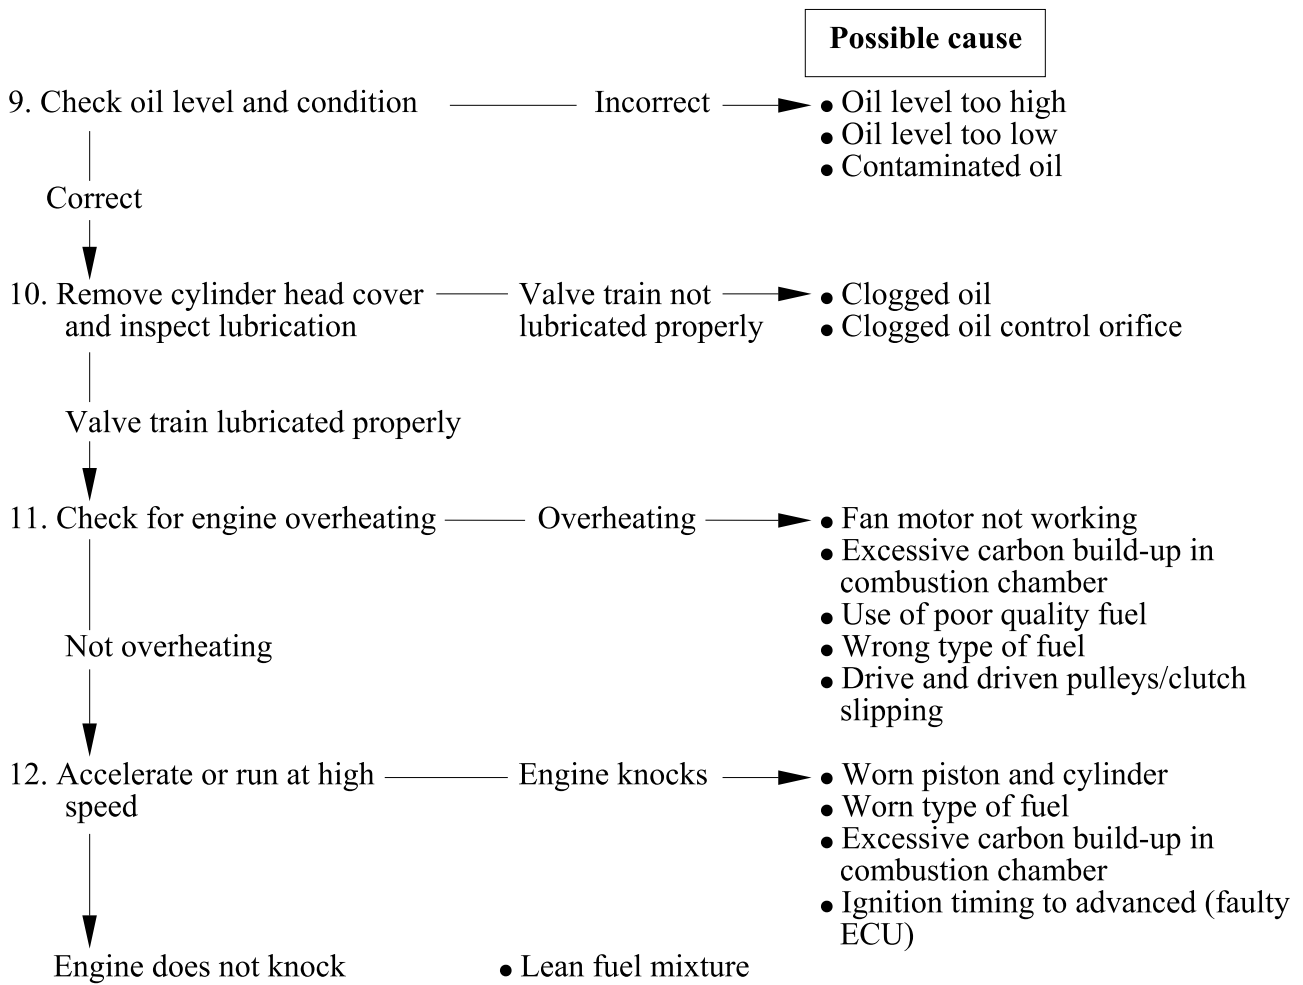 Possible cause
9. Check oil level and condition
Incorrect
● Oil level too high
● Oil level too low
● Contaminated oil
Correct
10. Remove cylinder head cover
and inspect lubrication
Valve train not
lubricated properly
● Clogged oil
● Clogged oil control orifice
Valve train lubricated properly
11. Check for engine overheating
Overheating
● Fan motor not working
● Excessive carbon build-up in
combustion chamber
● Use of poor quality fuel
● Wrong type of fuel
● Drive and driven pulleys/clutch
slipping
Not overheating
12. Accelerate or run at high
speed
Engine knocks
● Worn piston and cylinder
● Worn type of fuel
● Excessive carbon build-up in
combustion chamber
● Ignition timing to advanced (faulty
ECU)
Engine does not knock
● Lean fuel mixture